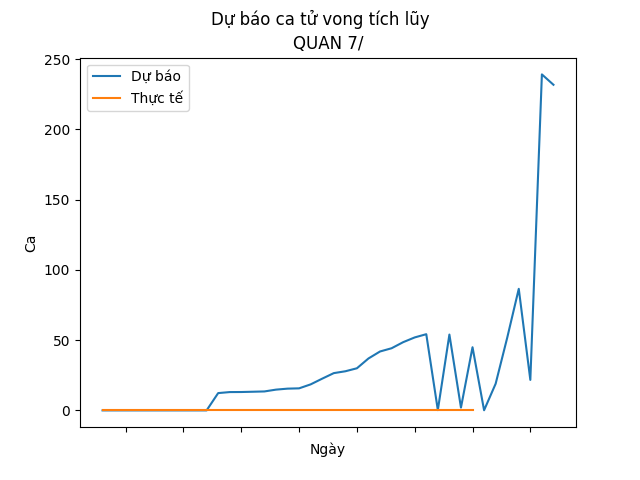 Dự báo ca tử vong tích lũy
QUAN 7/
Dự báo
Thực tế
250
200
150
100
50
0
Ca
Ngày